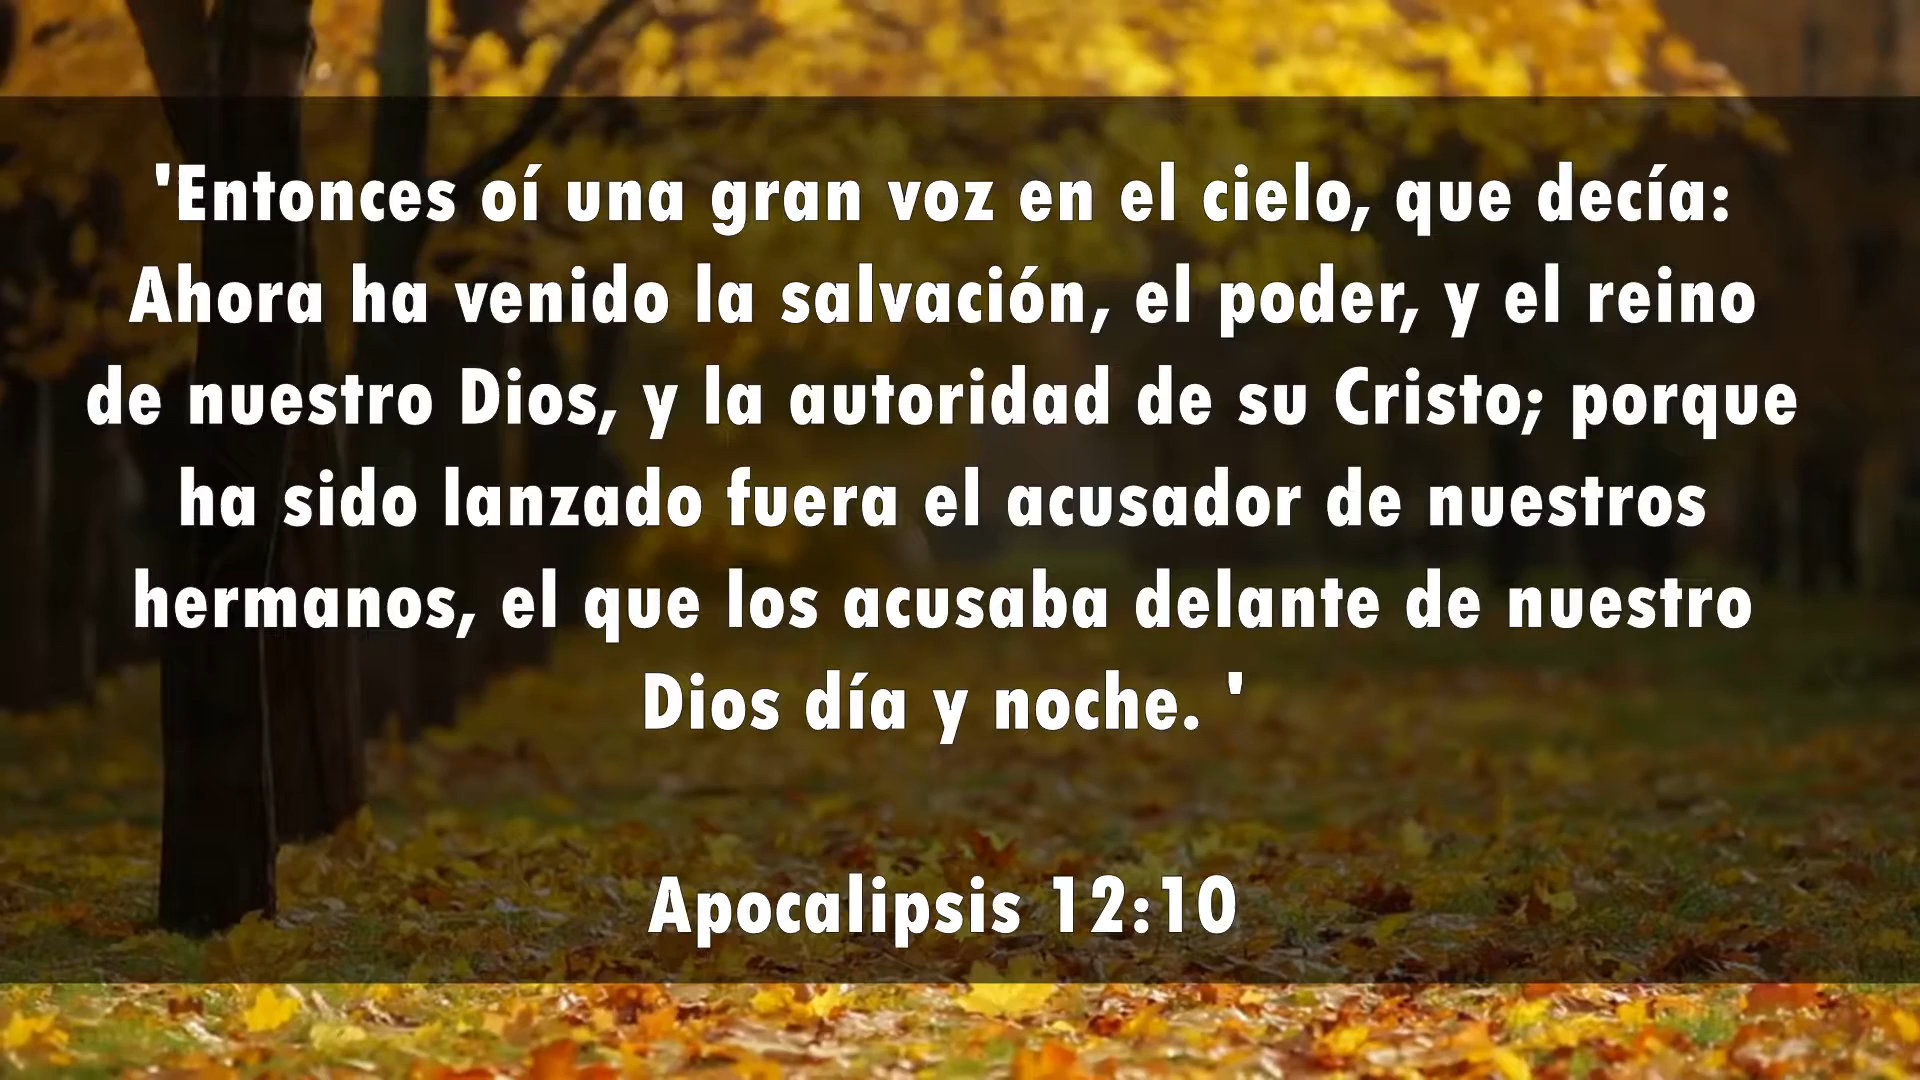 'Entonces oí una gran voz en el cielo, que decía:
Ahora ha venido la salvación, el poder, y el reino
de nuestro Dios, y la autoridad de su Cristo; porque
ha sido lanzado fuera el acusador de nuestros
hermanos, el que los acusaba delante de nuestro
Dios día y noche. '
Apocalipsis 12:10